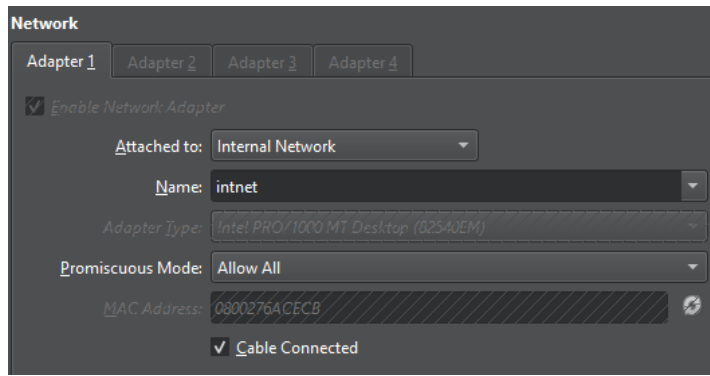 Network
Adapter 1 Adapter 2 Adapter 3 Adapter 4
Enable Network Adapter
Attached to: Internal Network
Name: intnet
Adapter Type: Intel PRO/1000 MT Desktop (82540EM)
Promiscuous Mode: Allow All
MAC Address: 0800276ACECB
Cable Connected